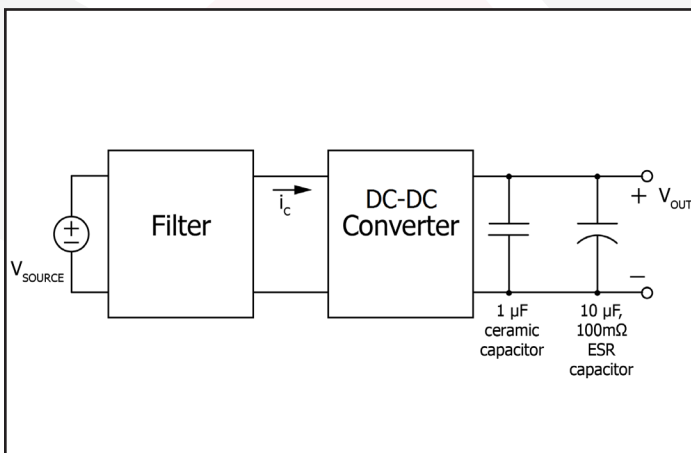 Filter
i_c
DC-DC
Converter
+ V_OUT
−
+
−
V_SOURCE
1 µF
ceramic
capacitor
10 µF,
100mΩ
ESR
capacitor